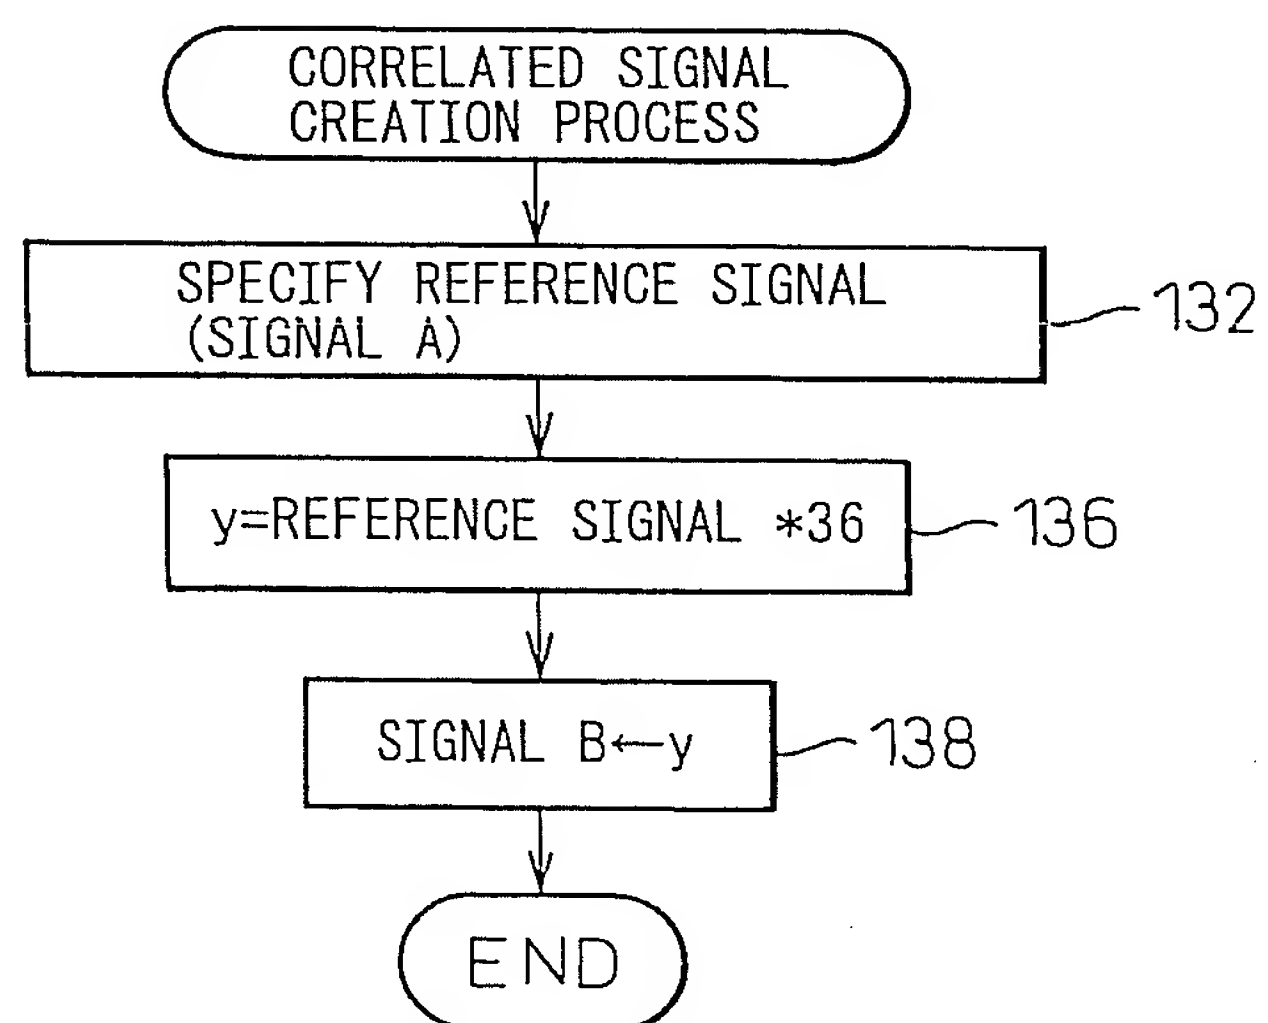 CORRELATED SIGNAL
CREATION PROCESS
SPECIFY REFERENCE SIGNAL
(SIGNAL A)
132
y=REFERENCE SIGNAL *36
136
SIGNAL B←y
138
END